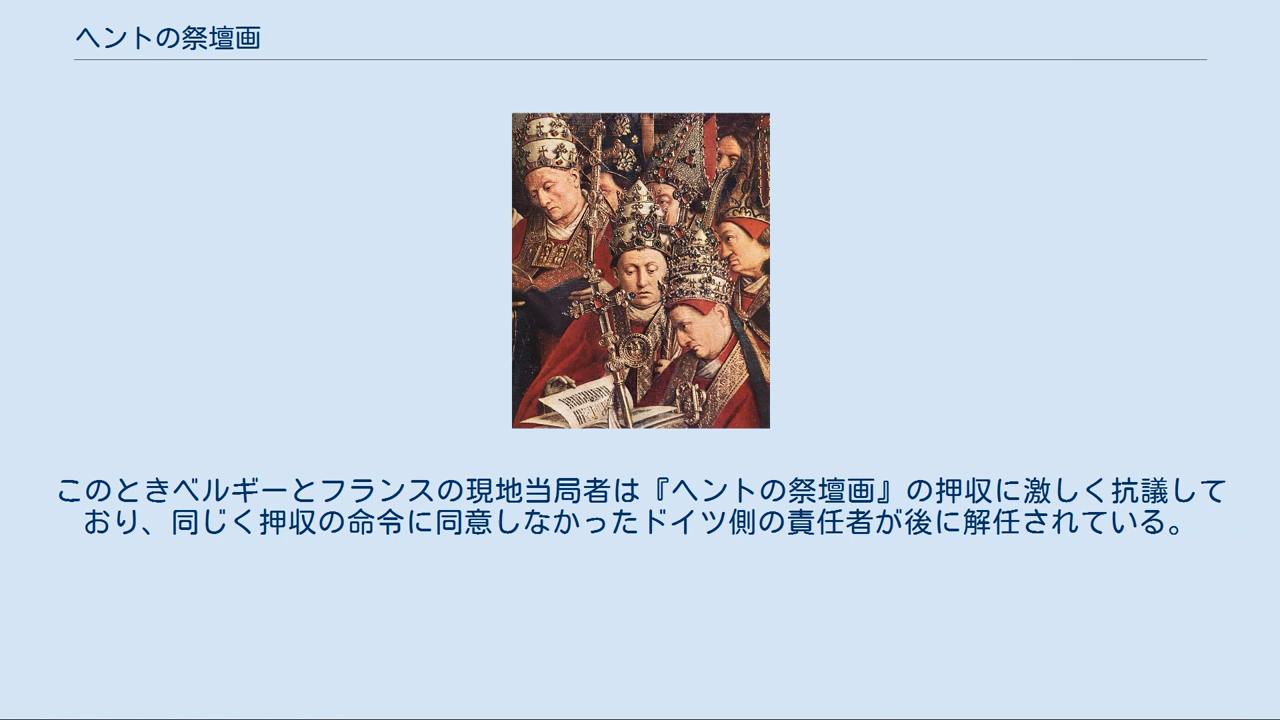 ヘントの祭壇画
このときベルギーとフランスの現地当局者は『ヘントの祭壇画』の押収に激しく抗議して
おり、同じく押収の命令に同意しなかったドイツ側の責任者が後に解任されている。